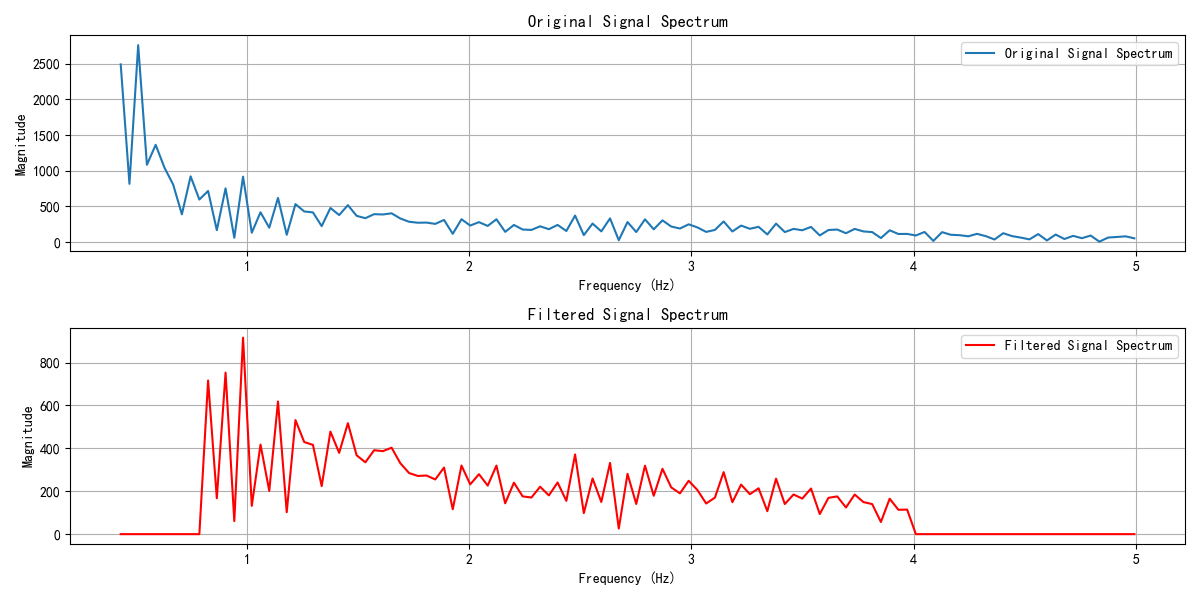 Original Signal Spectrum
Original Signal Spectrum
Magnitude
2500
2000
1500
1000
500
0
1 2 3 4 5
Frequency (Hz)
Filtered Signal Spectrum
Filtered Signal Spectrum
Magnitude
800
600
400
200
0
1 2 3 4 5
Frequency (Hz)